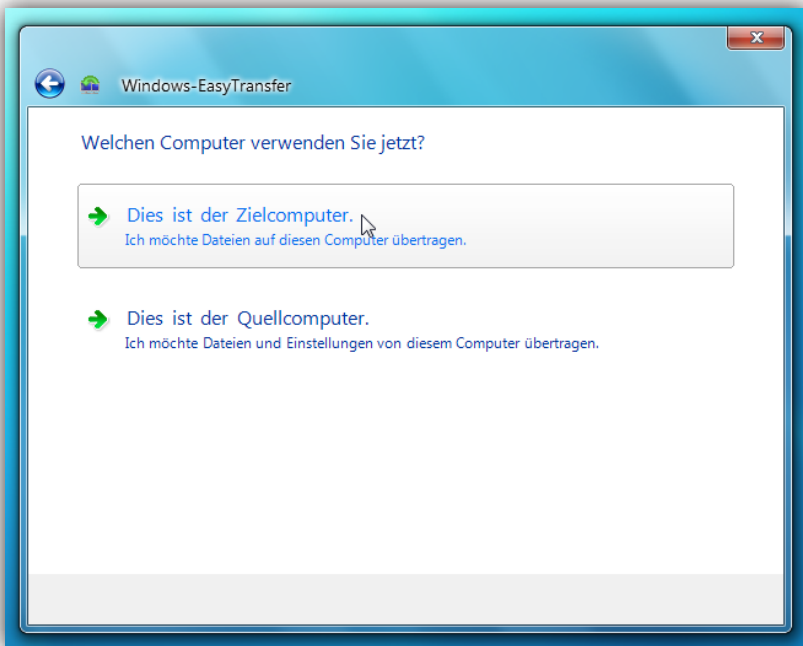 Windows-EasyTransfer
Welchen Computer verwenden Sie jetzt?
Dies ist der Zielcomputer.
Ich möchte Dateien auf diesen Computer übertragen.
Dies ist der Quellcomputer.
Ich möchte Dateien und Einstellungen von diesem Computer übertragen.